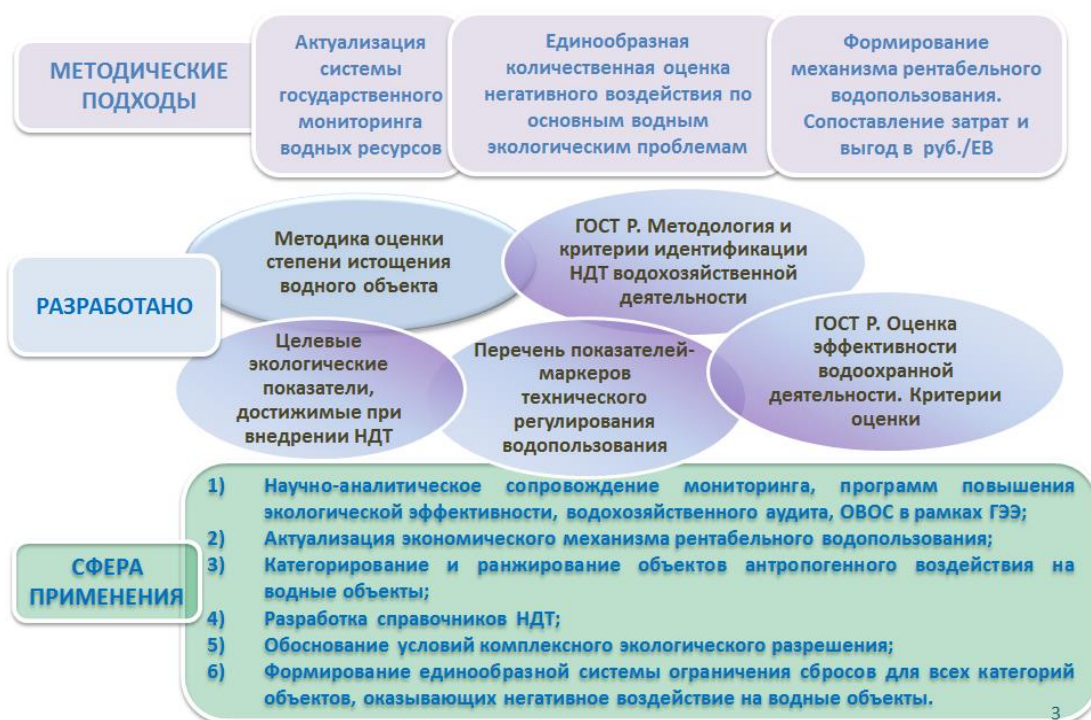 МЕТОДИЧЕСКИЕ
ПОДХОДЫ
Актуализация
системы
государственного
мониторинга
водных ресурсов
Единообразная
количественная оценка
негативного воздействия по
основным водным
экологическим проблемам
Формирование
механизма рентабельного
водопользования.
Сопоставление затрат и
выгод в руб./ЕВ
РАЗРАБОТАНО
Методика оценки
степени истощения
водного объекта
ГОСТ Р. Методология и
критерии идентификации
НДТ водохозяйственной
деятельности
Целевые
экологические
показатели,
достижимые при
внедрении НДТ
Перечень показателей-
маркеров
технического
регулирования
водопользования
ГОСТ Р. Оценка
эффективности
водоохранной
деятельности. Критерии
оценки
СФЕРА
ПРИМЕНЕНИЯ
1) Научно-аналитическое сопровождение мониторинга, программ повышения
экологической эффективности, водохозяйственного аудита, ОВОС в рамках ГЭЭ;
2) Актуализация экономического механизма рентабельного водопользования;
3) Категорирование и ранжирование объектов антропогенного воздействия на
водные объекты;
4) Разработка справочников НДТ;
5) Обоснование условий комплексного экологического разрешения;
6) Формирование единообразной системы ограничения сбросов для всех категорий
объектов, оказывающих негативное воздействие на водные объекты.
3